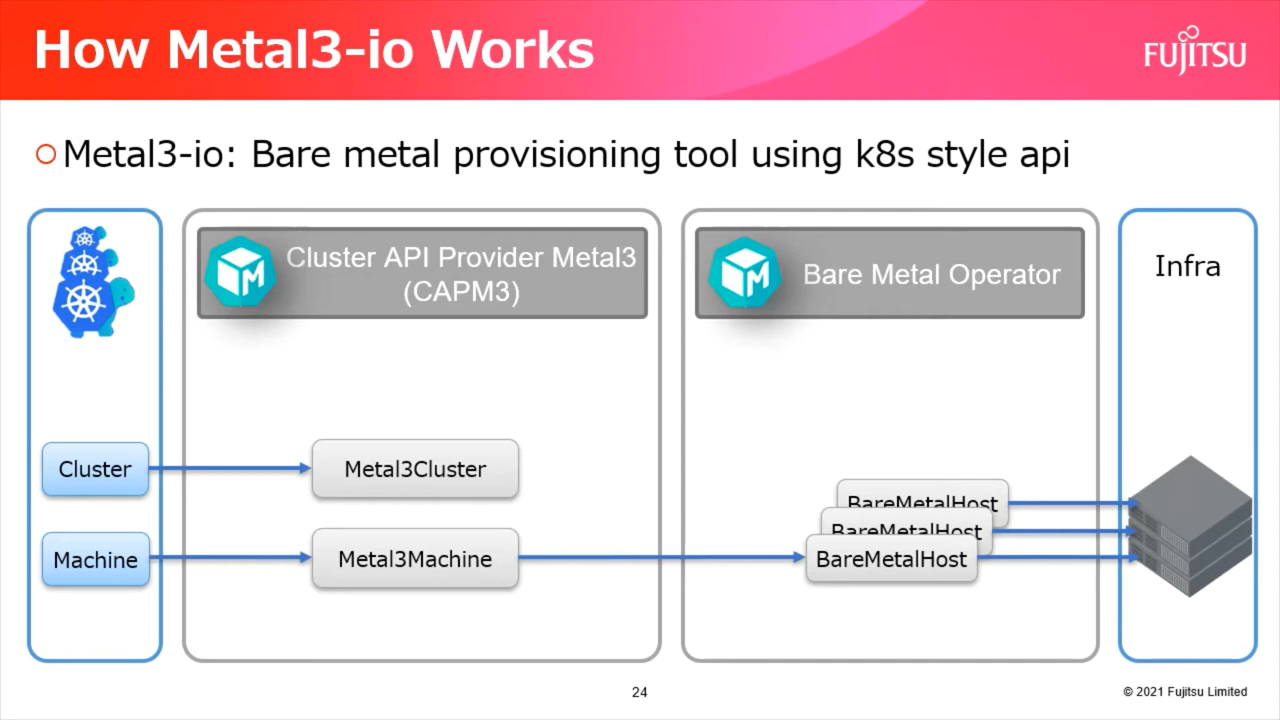 How Metal3-io Works
FUJITSU
Metal3-io: Bare metal provisioning tool using k8s style api
Cluster API Provider Metal3
(CAPM3)
M
Bare Metal Operator
M
Infra
Cluster
Metal3Cluster
Machine
Metal3Machine
BareMetalHost
BareMetalHost
BareMetalHost
24
© 2021 Fujitsu Limited